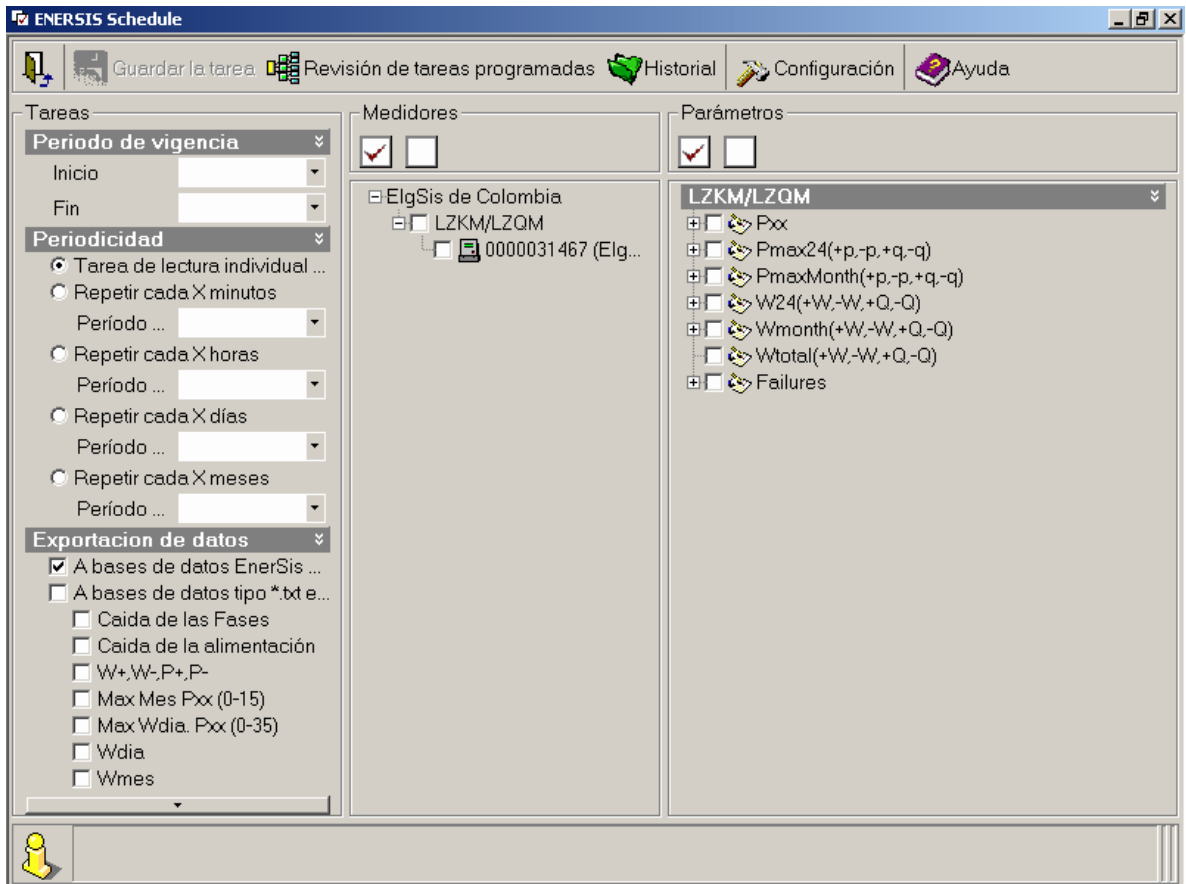 ENERSIS Schedule
Guardar la tarea Revisión de tareas programadas Historial Configuración Ayuda
Tareas
Periodo de vigencia
Inicio
Fin
Periodicidad
Tarea de lectura individual ...
Repetir cada X minutos
Período ...
Repetir cada X horas
Período ...
Repetir cada X días
Período ...
Repetir cada X meses
Período ...
Exportacion de datos
A bases de datos EnerSis ...
A bases de datos tipo *.txt e...
Caida de las Fases
Caida de la alimentación
W+,W-,P+,P-
Max Mes Pxx (0-15)
Max Wdia. Pxx (0-35)
Wdia
Wmes
Medidores
ElgSis de Colombia
LZKM/LZQM
0000031467 (Elg...
Parámetros
LZKM/LZQM
Pxx
Pmax24(+p,-p,+q,-q)
PmaxMonth(+p,-p,+q,-q)
W24(+W,-W,+Q,-Q)
Wmonth(+W,-W,+Q,-Q)
Wtotal(+W,-W,+Q,-Q)
Failures